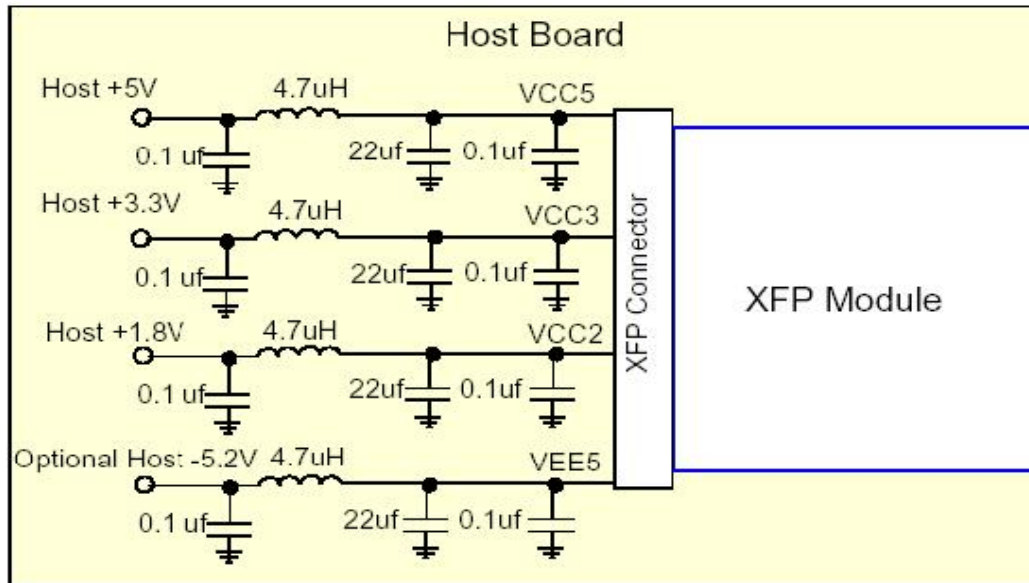 Host Board
Host +5V
4.7uH
VCC5
0.1 uf
22uf
0.1uf
Host +3.3V
4.7uH
VCC3
0.1 uf
22uf
0.1uf
Host +1.8V
4.7uH
VCC2
0.1 uf
22uf
0.1uf
Optional Host -5.2V
4.7uH
VEE5
0.1 uf
22uf
0.1uf
XFP Connector
XFP Module